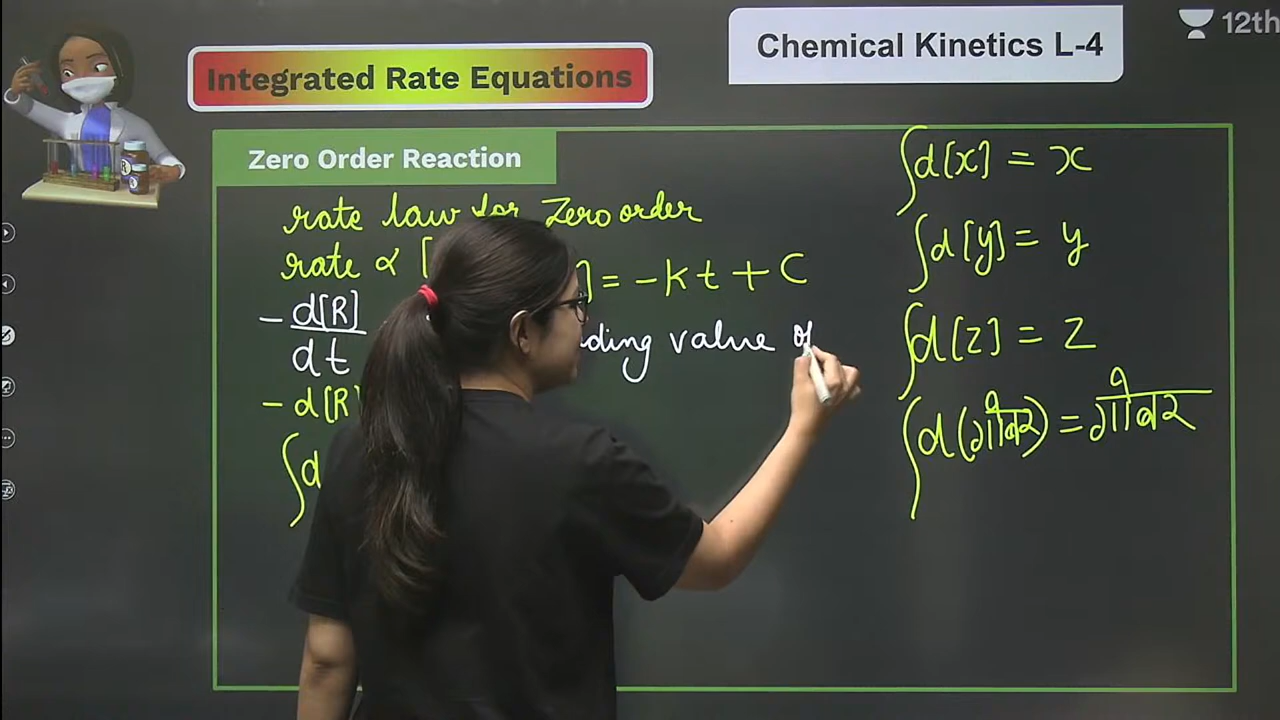 Chemical Kinetics L-4
12th
Integrated Rate Equations
Zero Order Reaction
rate law for Zero order
rate ∝ [
] = -Kt + C
- d[R]
dt
ding value of
- d[R]
∫d
∫d[x] = x
∫d[y] = y
∫d[z] = z